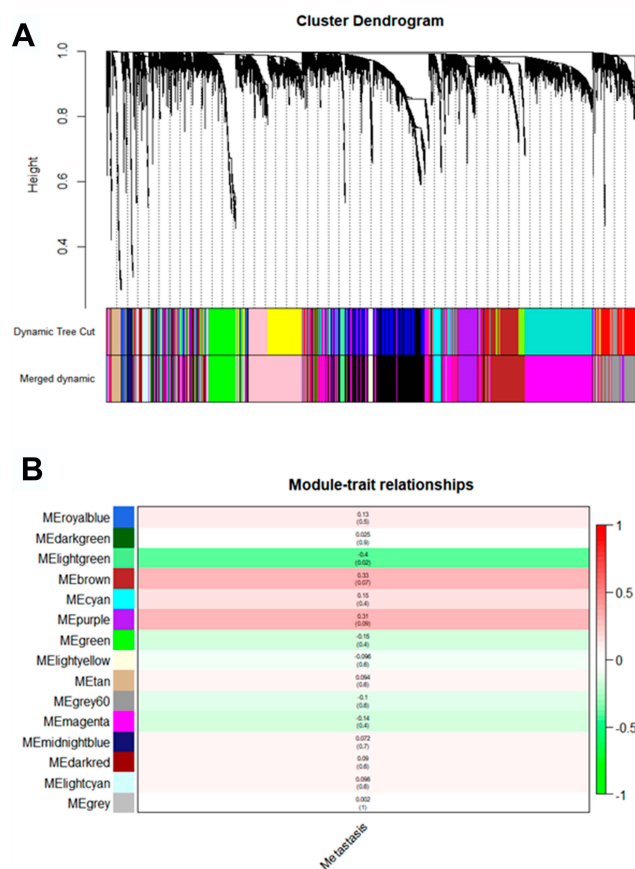 A
Cluster Dendrogram
Height
1.0
0.8
0.6
0.4
Dynamic Tree Cut
Merged dynamic
B
Module-trait relationships
MEroyalblue
0.13
(0.5)
MEdarkgreen
0.025
(0.9)
MElightgreen
-0.4
(0.02)
MEbrown
0.33
(0.07)
MEcyan
0.15
(0.4)
MEpurple
0.31
(0.09)
MEgreen
-0.15
(0.4)
MElightyellow
-0.096
(0.6)
MEtan
0.094
(0.6)
MEgrey60
-0.1
(0.6)
MEmagenta
-0.14
(0.4)
MEmidnightblue
0.072
(0.7)
MEdarkred
0.09
(0.6)
MElightcyan
0.098
(0.6)
MEgrey
0.002
(1)
1
0.5
0
-0.5
-1
Metastasis